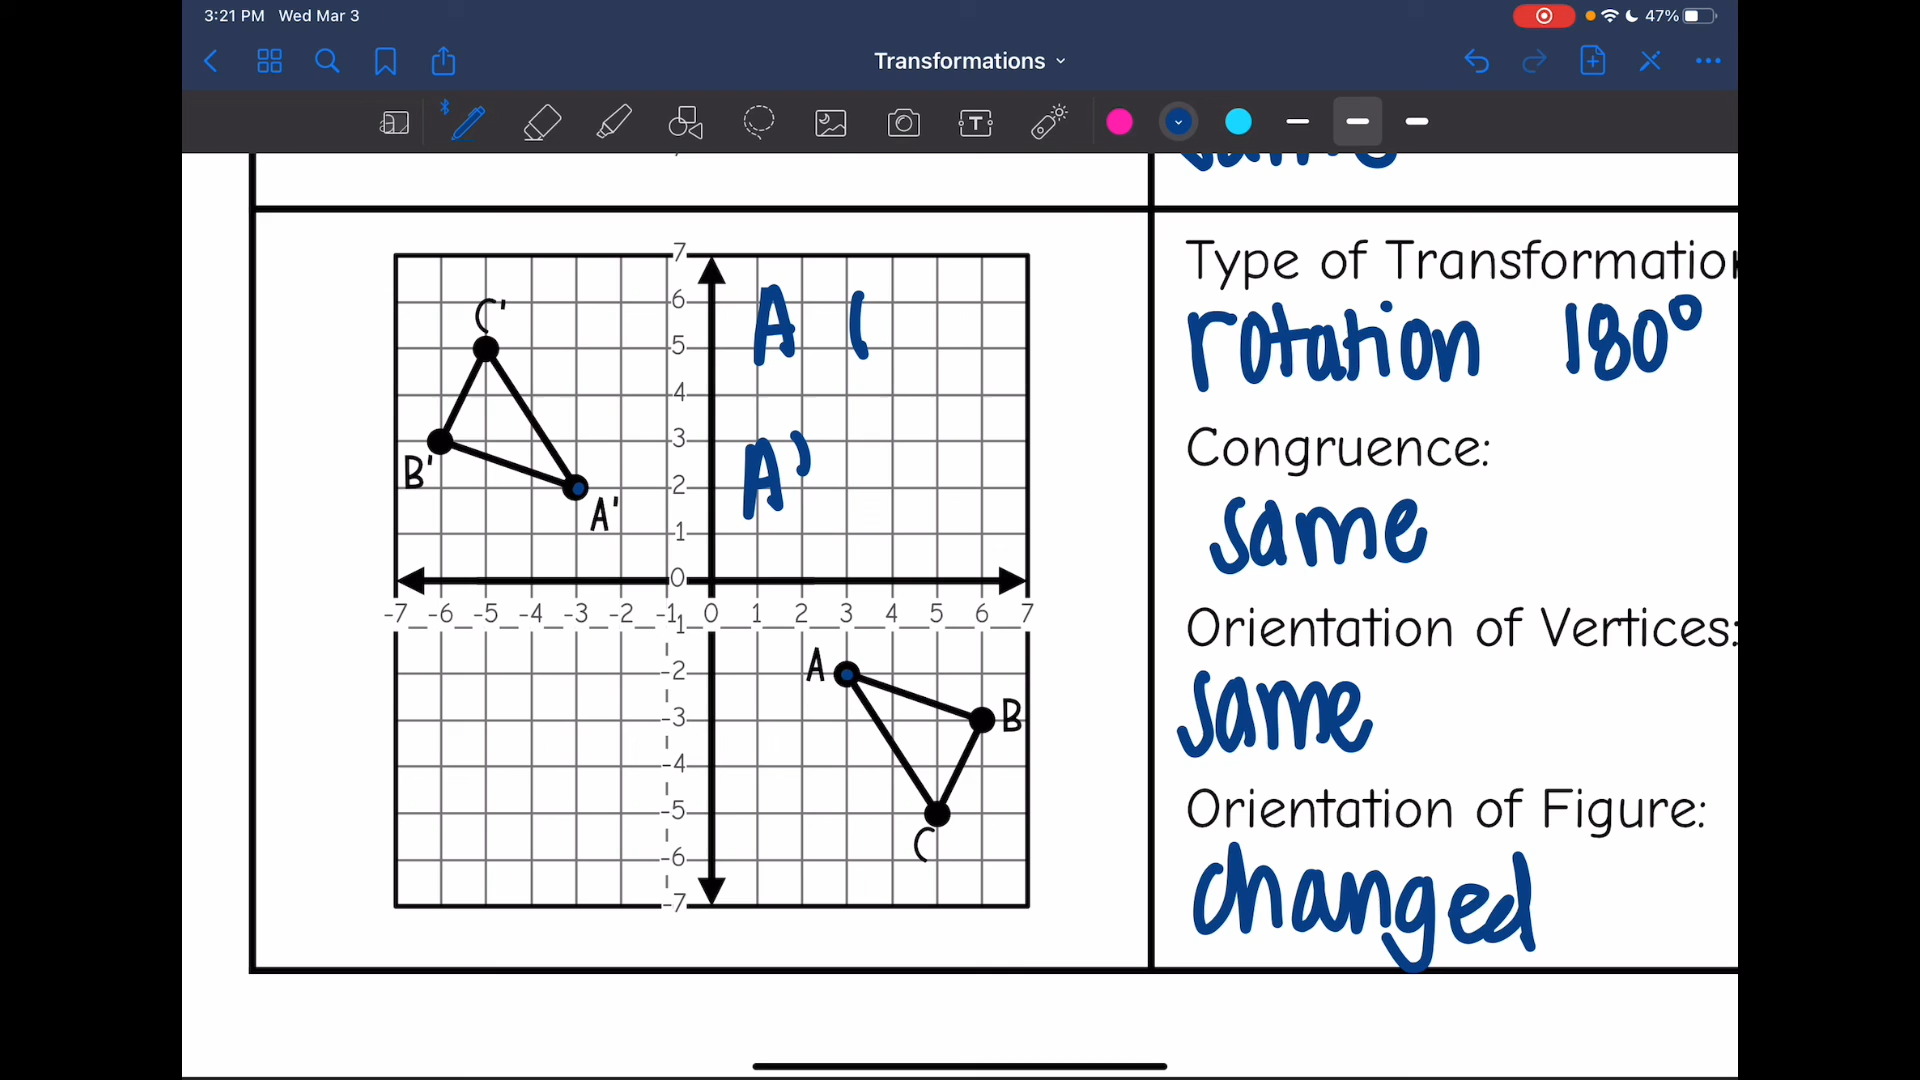 3:21 PM Wed Mar 3
47%
Transformations
T
7
6
5
4
3
2
1
0
-7 -6 -5 -4 -3 -2 -1 0 1 2 3 4 5 6 7
1
-2
-3
-4
-5
-6
-7
C'
B'
A'
A (
A'
A
B
C
Type of Transformation
rotation 180°
Congruence:
same
Orientation of Vertices:
same
Orientation of Figure:
changed